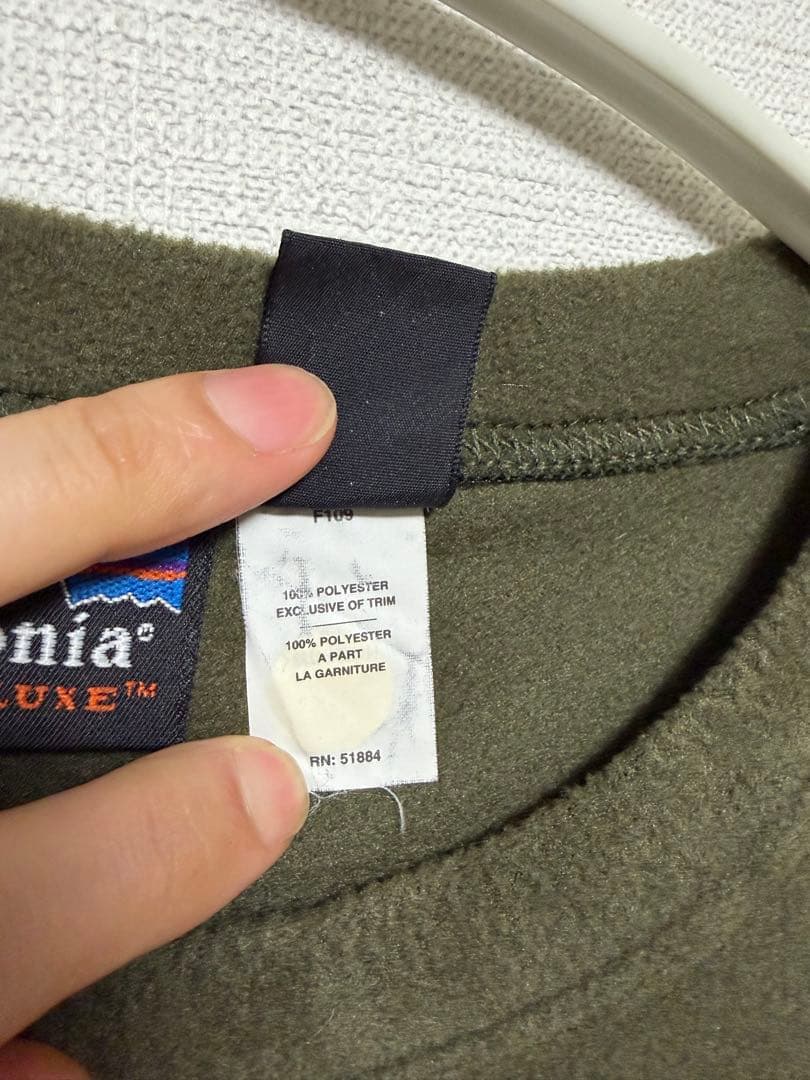 F109
100% POLYESTER
EXCLUSIVE OF TRIM
100% POLYESTER
A PART
LA GARNITURE
RN: 51884
onia®
LUXE™